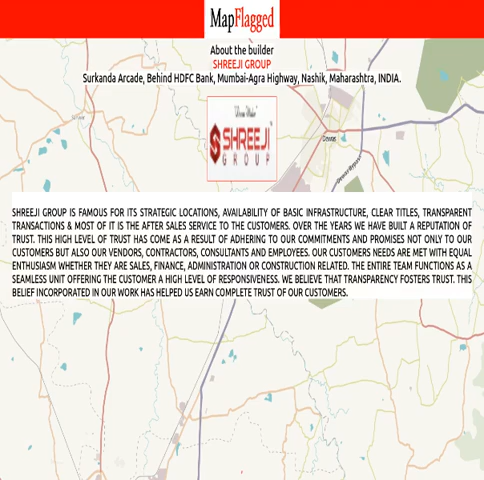 MapFlagged
About the builder
SHREEJI GROUP
Surkanda Arcade, Behind HDFC Bank, Mumbai-Agra Highway, Nashik, Maharashtra, INDIA.
"Dream Maker"
SHREEJI
GROUP
Dewas
Dewas Bypass
SHREEJI GROUP IS FAMOUS FOR ITS STRATEGIC LOCATIONS, AVAILABILITY OF BASIC INFRASTRUCTURE, CLEAR TITLES, TRANSPARENT
TRANSACTIONS & MOST OF IT IS THE AFTER SALES SERVICE TO THE CUSTOMERS. OVER THE YEARS WE HAVE BUILT A REPUTATION OF
TRUST. THIS HIGH LEVEL OF TRUST HAS COME AS A RESULT OF ADHERING TO OUR COMMITMENTS AND PROMISES NOT ONLY TO OUR
CUSTOMERS BUT ALSO OUR VENDORS, CONTRACTORS, CONSULTANTS AND EMPLOYEES. OUR CUSTOMERS NEEDS ARE MET WITH EQUAL
ENTHUSIASM WHETHER THEY ARE SALES, FINANCE, ADMINISTRATION OR CONSTRUCTION RELATED. THE ENTIRE TEAM FUNCTIONS AS A
SEAMLESS UNIT OFFERING THE CUSTOMER A HIGH LEVEL OF RESPONSIVENESS. WE BELIEVE THAT TRANSPARENCY FOSTERS TRUST. THIS
BELIEF INCORPORATED IN OUR WORK HAS HELPED US EARN COMPLETE TRUST OF OUR CUSTOMERS.